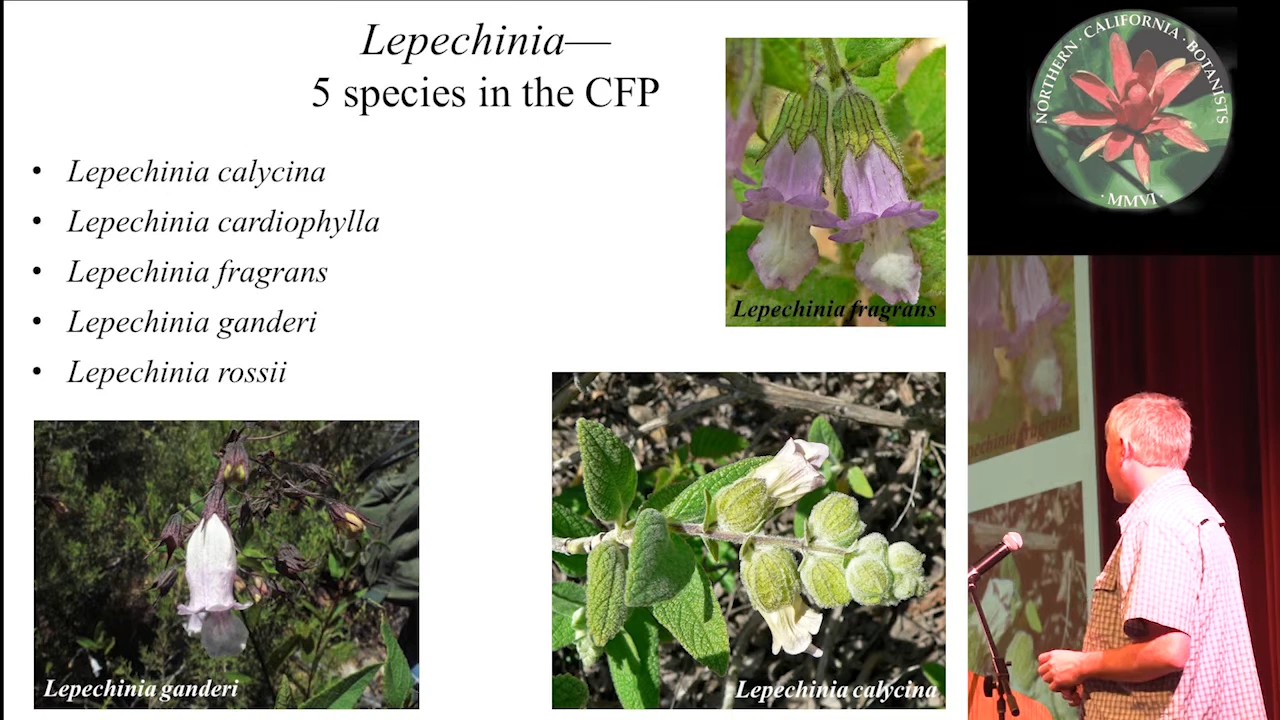 Lepechinia—
5 species in the CFP
• Lepechinia calycina
• Lepechinia cardiophylla
• Lepechinia fragrans
• Lepechinia ganderi
• Lepechinia rossii
Lepechinia fragrans
Lepechinia ganderi
Lepechinia calycina
NORTHERN · CALIFORNIA · BOTANISTS
· MMVI ·